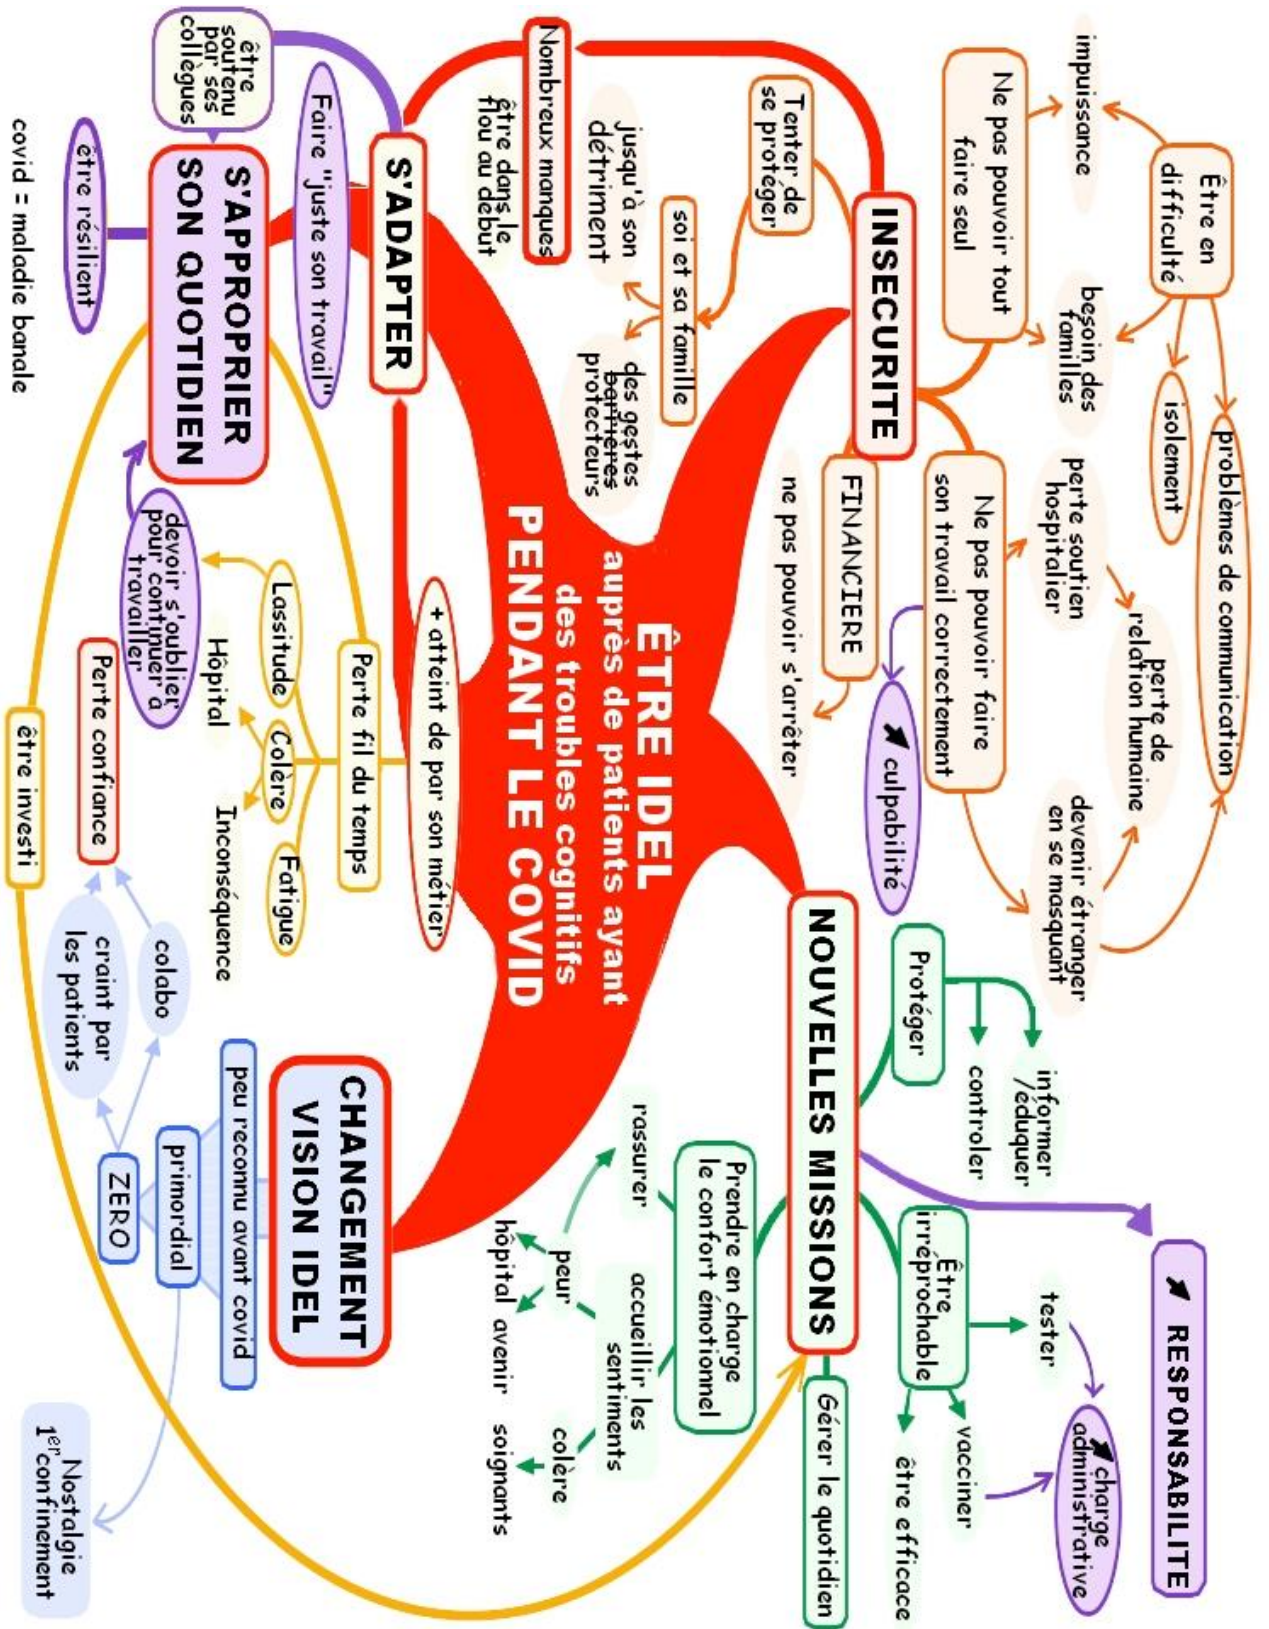 ÊTRE IDEL
auprès de patients ayant
des troubles cognitifs
PENDANT LE COVID
INSECURITE
Être en
difficulté
impuissance
besoin des
familles
isolement
problèmes de communication
Ne pas pouvoir tout
faire seul
Ne pas pouvoir faire
son travail correctement
perte soutien
hospitalier
perte de
relation humaine
devenir étranger
en se masquant
culpabilité
FINANCIERE
ne pas pouvoir s'arrêter
Tenter de
se protéger
soi et sa famille
jusqu'à son
détriment
des gestes
barrières
protecteurs
Nombreux manques
être dans le
flou au début
NOUVELLES MISSIONS
Protéger
informer
/éduquer
controler
RESPONSABILITE
Être
irréprochable
tester
vacciner
être efficace
charge
administrative
Gérer le quotidien
Prendre en charge
le confort émotionnel
rassurer
accueillir les
sentiments
peur
hôpital
avenir
colère
soignants
S'ADAPTER
+ atteint de par son métier
Faire "juste son travail"
Perte fil du temps
Lassitude
Colère
Fatigue
Hôpital
Inconséquence
être
soutenu
par ses
collègues
S'APPROPRIER
SON QUOTIDIEN
devoir s'oublier
pour continuer à
travailler
être résilient
covid = maladie banale
être investi
CHANGEMENT
VISION IDEL
peu reconnu avant covid
primordial
ZERO
colabo
craint par
les patients
Perte confiance
Nostalgie
1er confinement